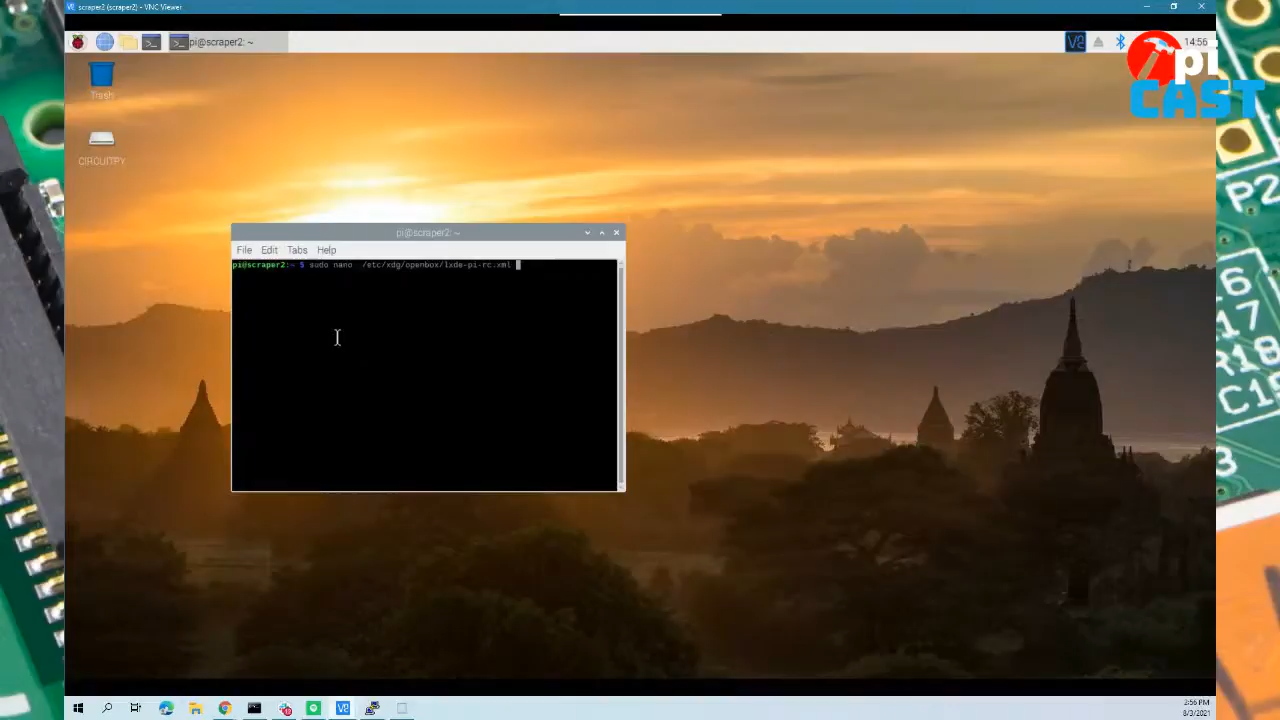 scraper2 (scraper2) - VNC Viewer
pi@scraper2: ~
14:56
pi
CAST
Trash
CIRCUITPY
P2
pi@scraper2: ~
File Edit Tabs Help
pi@scraper2:~ $ sudo nano  /etc/xdg/openbox/lxde-pi-rc.xml
2:56 PM
8/3/2021